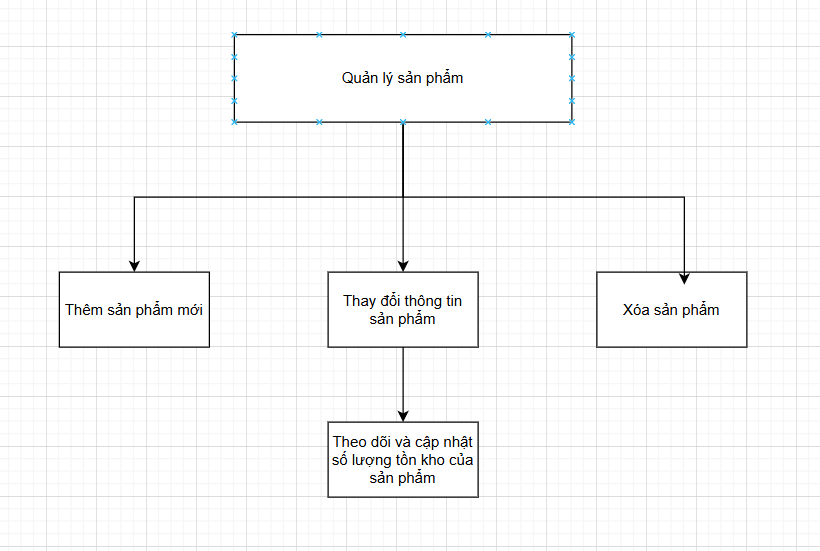 Quản lý sản phẩm
Thêm sản phẩm mới
Thay đổi thông tin
sản phẩm
Xóa sản phẩm
Theo dõi và cập nhật
số lượng tồn kho của
sản phẩm